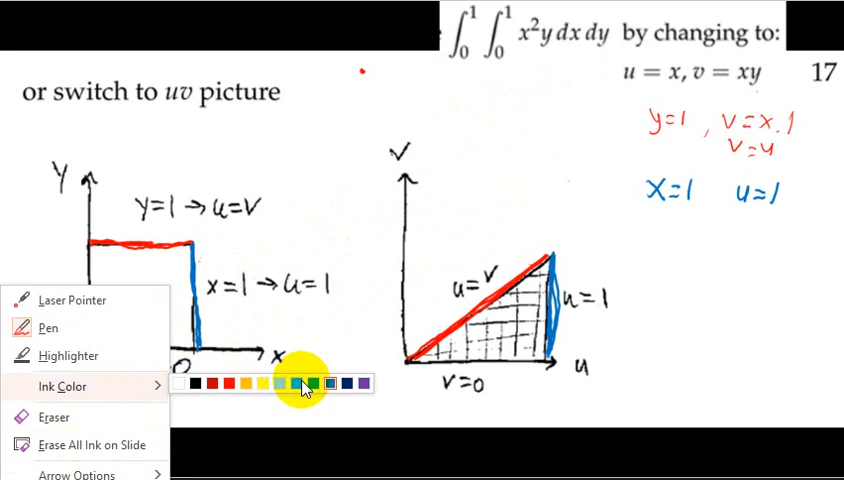 ∫₀¹ ∫₀¹ x²y dx dy by changing to:
u = x, v = xy
17
or switch to uv picture
y=1 , v=x.1
v=u
x=1 u=1
y
y=1→u=v
x=1→u=1
0
x
v
u=v
u=1
v=0
u
Laser Pointer
Pen
Highlighter
Ink Color
Eraser
Erase All Ink on Slide
Arrow Options